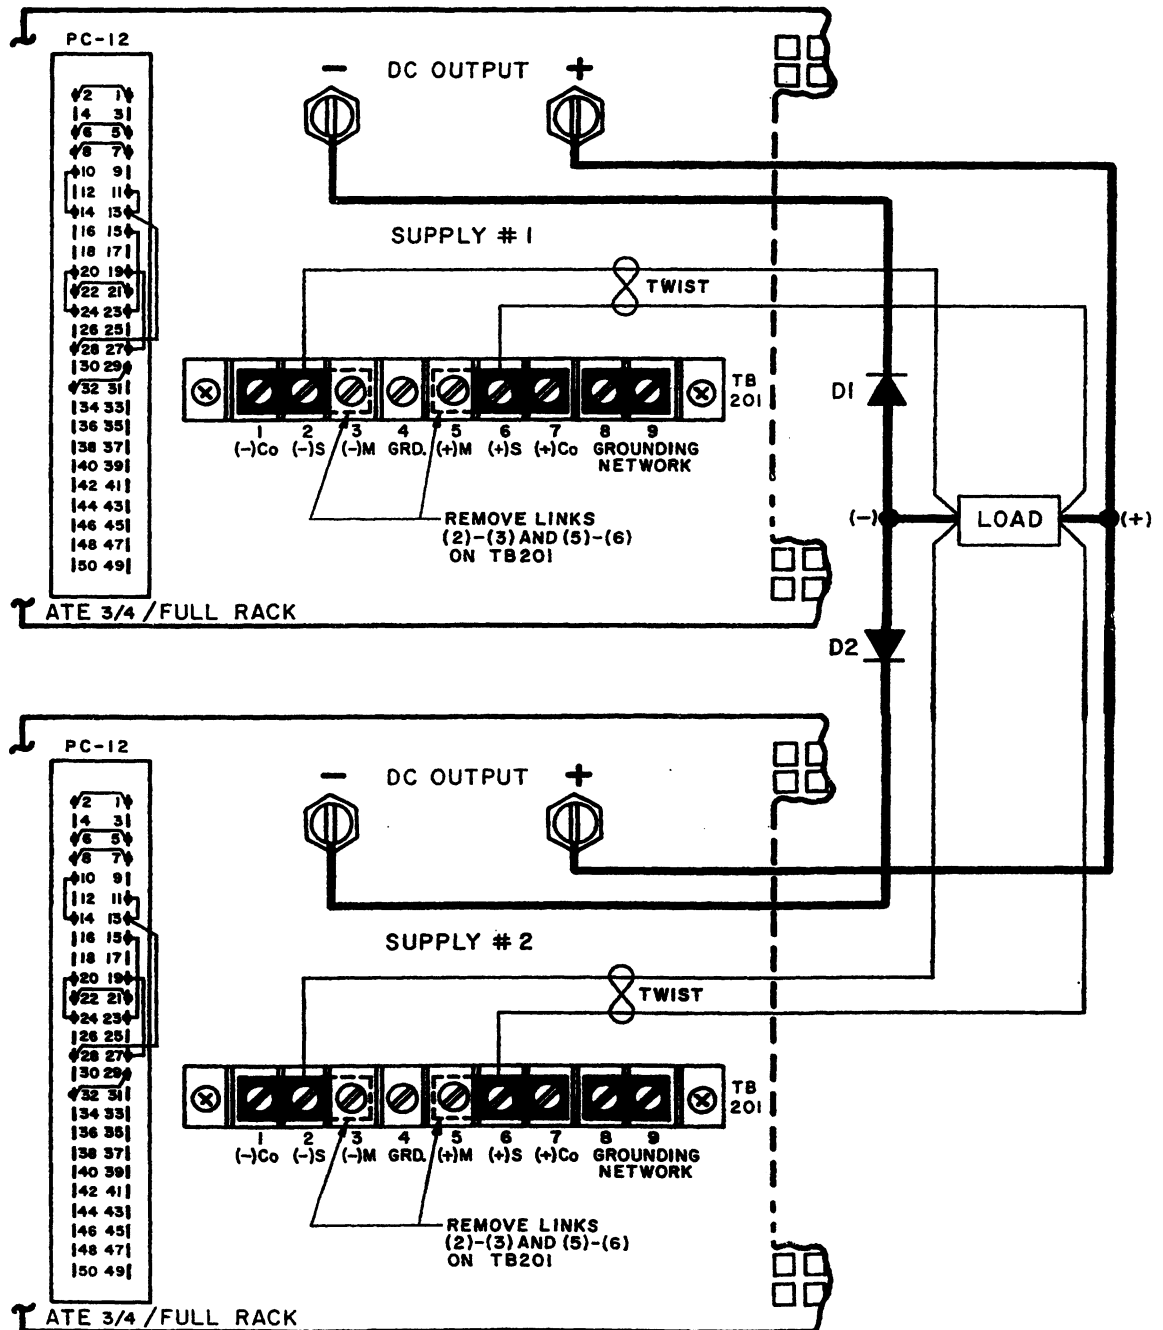 PC-12
− DC OUTPUT +
2 1
4 3
6 5
8 7
10 9
12 11
14 13
16 15
18 17
20 19
22 21
24 23
26 25
28 27
30 29
32 31
34 33
36 35
38 37
40 39
42 41
44 43
46 45
48 47
50 49
SUPPLY # 1
TWIST
TB
201
1 2 3 4 5 6 7 8 9
(-)Co (-)S (-)M GRD. (+)M (+)S (+)Co GROUNDING
NETWORK
REMOVE LINKS
(2)-(3) AND (5)-(6)
ON TB201
D1
(-)
LOAD
(+)
D2
ATE 3/4 / FULL RACK
PC-12
− DC OUTPUT +
2 1
4 3
6 5
8 7
10 9
12 11
14 13
16 15
18 17
20 19
22 21
24 23
26 25
28 27
30 29
32 31
34 33
36 35
38 37
40 39
42 41
44 43
46 45
48 47
50 49
SUPPLY # 2
TWIST
TB
201
1 2 3 4 5 6 7 8 9
(-)Co (-)S (-)M GRD. (+)M (+)S (+)Co GROUNDING
NETWORK
REMOVE LINKS
(2)-(3) AND (5)-(6)
ON TB201
ATE 3/4 / FULL RACK